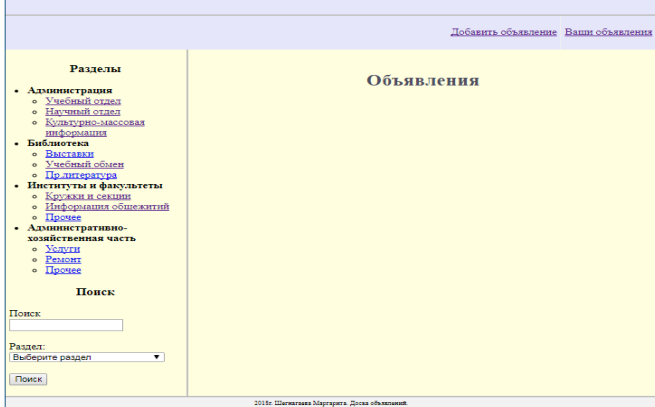 Добавить объявление Ваши объявления
Разделы
Администрация
Учебный отдел
Научный отдел
Культурно-массовая
информация
Библиотека
Выставки
Учебный обмен
Пр.литература
Институты и факультеты
Кружки и секции
Информация общежитий
Прочее
Административно-
хозяйственная часть
Услуги
Ремонт
Прочее
Поиск
Поиск
Раздел:
Выберите раздел
Поиск
Объявления
2018г. Маргарита. Доска объявлений.